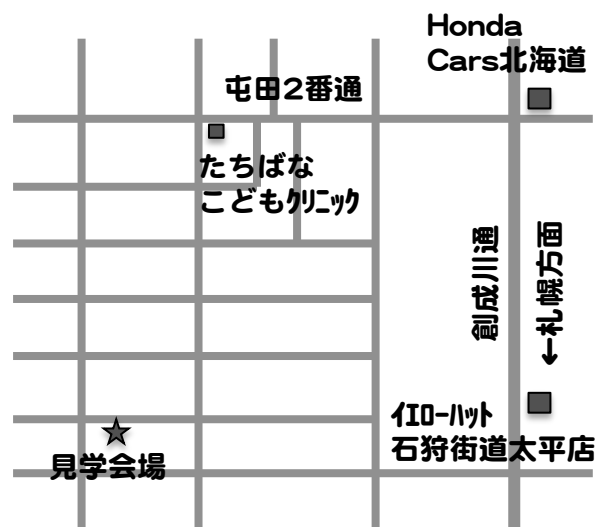 Honda
Cars北海道
屯田2番通
たちばな
こどもｸﾘﾆｯｸ
創成川通
←札幌方面
ｲｴﾛｰﾊｯﾄ
石狩街道太平店
見学会場